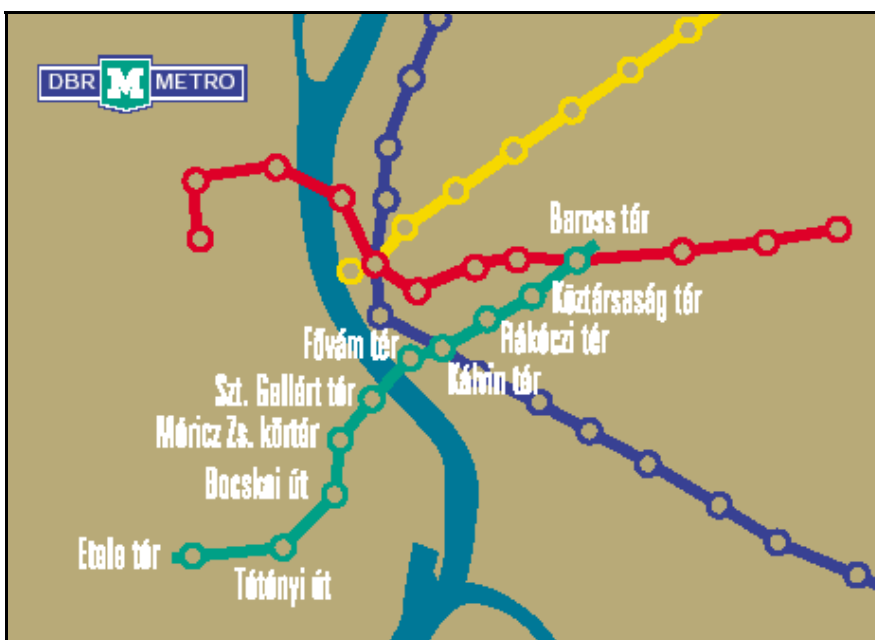 DBR M METRO
Baross tér
Köztársaság tér
Rákóczi tér
Fővám tér
Kálvin tér
Szt. Gellért tér
Móricz Zs. körtér
Bocskai út
Etele tér
Tétényi út